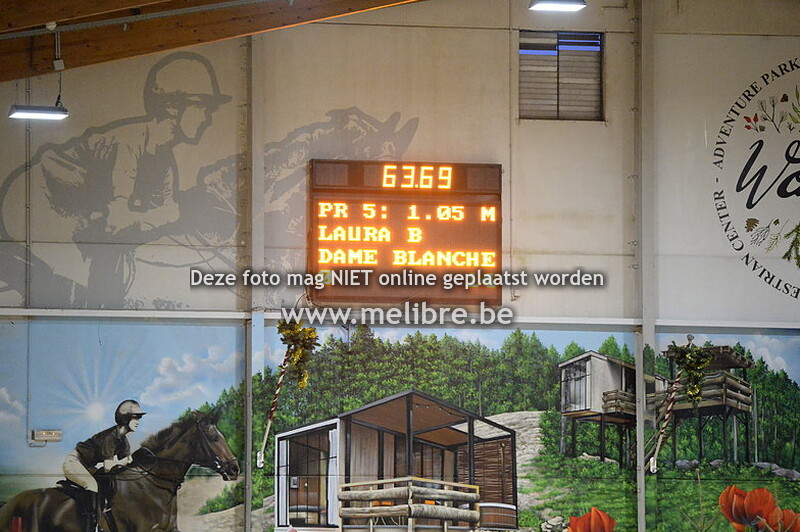 63.69
PR 5: 1.05 M
LAURA B
DAME BLANCHE
Deze foto mag NIET online geplaatst worden
www.melibre.be
ADVENTURE PARK
- EQUESTRIAN CENTER -